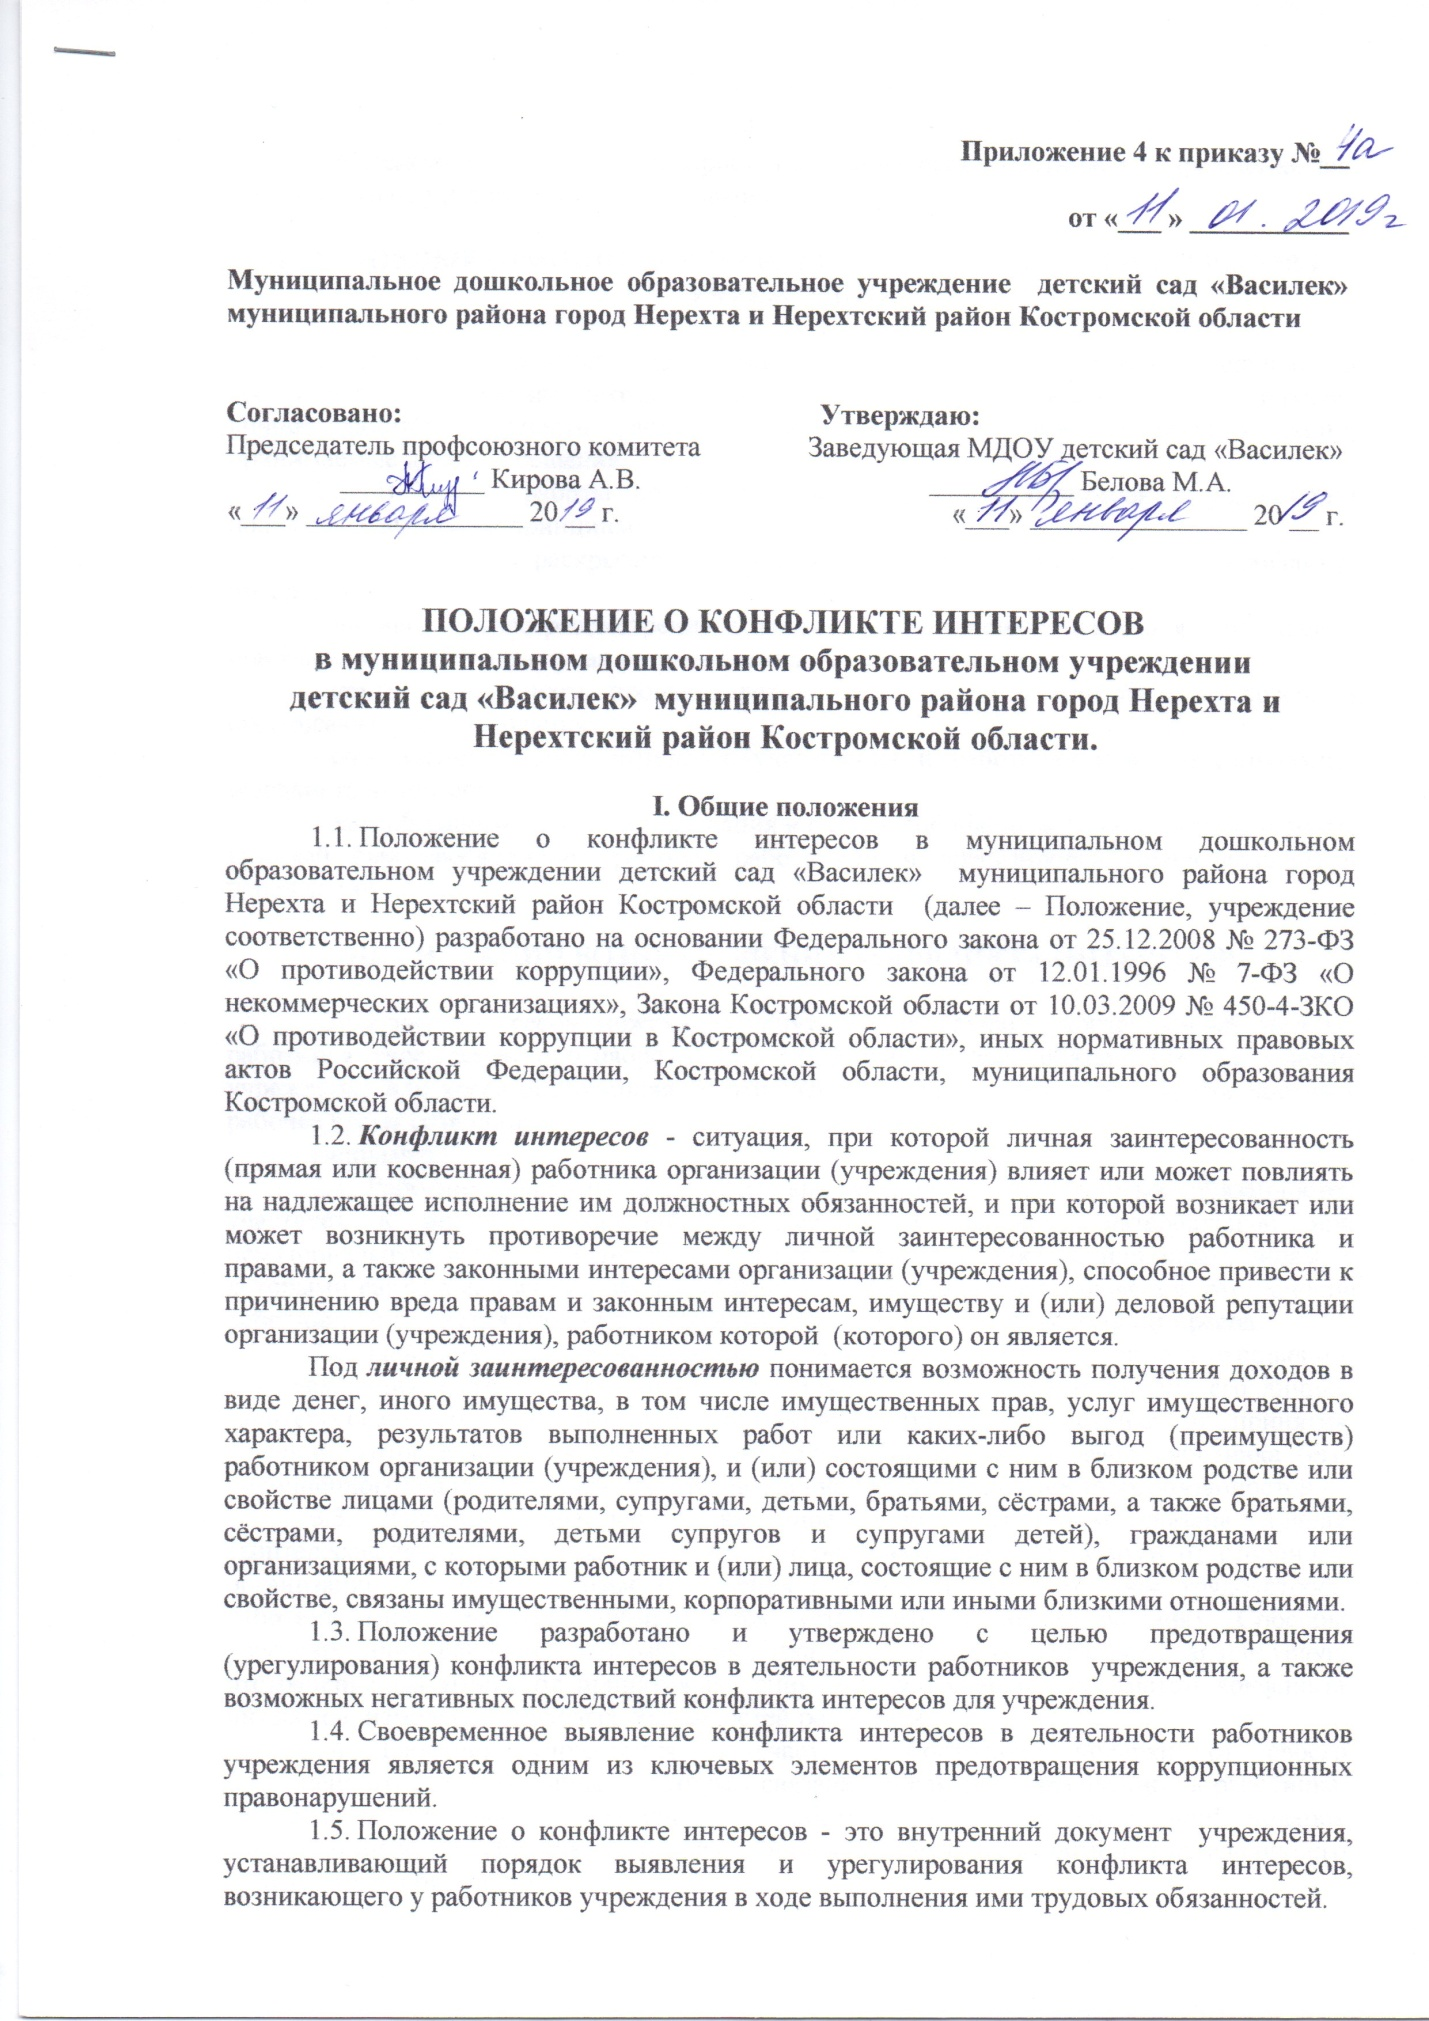 Приложение 4 к приказу № 4а
от «11» 01. 2019г
Муниципальное дошкольное образовательное учреждение детский сад «Василек»
муниципального района город Нерехта и Нерехтский район Костромской области
Согласовано:
Председатель профсоюзного комитета
____________ Кирова А.В.
«11» января 2019 г.
Утверждаю:
Заведующая МДОУ детский сад «Василек»
____________ Белова М.А.
«11» января 2019 г.
ПОЛОЖЕНИЕ О КОНФЛИКТЕ ИНТЕРЕСОВ
в муниципальном дошкольном образовательном учреждении
детский сад «Василек» муниципального района город Нерехта и
Нерехтский район Костромской области.
I. Общие положения
1.1. Положение о конфликте интересов в муниципальном дошкольном
образовательном учреждении детский сад «Василек» муниципального района город
Нерехта и Нерехтский район Костромской области (далее – Положение, учреждение
соответственно) разработано на основании Федерального закона от 25.12.2008 № 273-ФЗ
«О противодействии коррупции», Федерального закона от 12.01.1996 № 7-ФЗ «О
некоммерческих организациях», Закона Костромской области от 10.03.2009 № 450-4-ЗКО
«О противодействии коррупции в Костромской области», иных нормативных правовых
актов Российской Федерации, Костромской области, муниципального образования
Костромской области.
1.2. Конфликт интересов - ситуация, при которой личная заинтересованность
(прямая или косвенная) работника организации (учреждения) влияет или может повлиять
на надлежащее исполнение им должностных обязанностей, и при которой возникает или
может возникнуть противоречие между личной заинтересованностью работника и
правами, а также законными интересами организации (учреждения), способное привести к
причинению вреда правам и законным интересам, имуществу и (или) деловой репутации
организации (учреждения), работником которой (которого) он является.
Под личной заинтересованностью понимается возможность получения доходов в
виде денег, иного имущества, в том числе имущественных прав, услуг имущественного
характера, результатов выполненных работ или каких-либо выгод (преимуществ)
работником организации (учреждения), и (или) состоящими с ним в близком родстве или
свойстве лицами (родителями, супругами, детьми, братьями, сёстрами, а также братьями,
сёстрами, родителями, детьми супругов и супругами детей), гражданами или
организациями, с которыми работник и (или) лица, состоящие с ним в близком родстве или
свойстве, связаны имущественными, корпоративными или иными близкими отношениями.
1.3. Положение разработано и утверждено с целью предотвращения
(урегулирования) конфликта интересов в деятельности работников учреждения, а также
возможных негативных последствий конфликта интересов для учреждения.
1.4. Своевременное выявление конфликта интересов в деятельности работников
учреждения является одним из ключевых элементов предотвращения коррупционных
правонарушений.
1.5. Положение о конфликте интересов - это внутренний документ учреждения,
устанавливающий порядок выявления и урегулирования конфликта интересов,
возникающего у работников учреждения в ходе выполнения ими трудовых обязанностей.